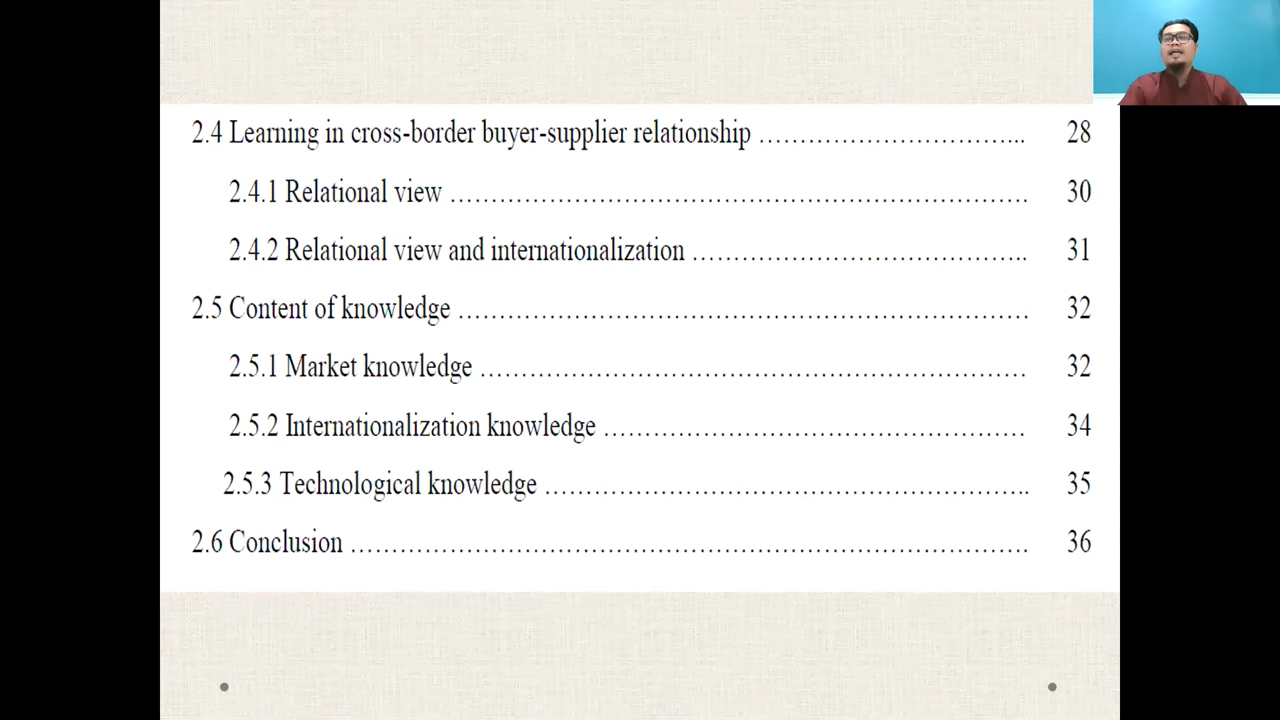 2.4 Learning in cross-border buyer-supplier relationship ………………………………... 28
2.4.1 Relational view ……………………………………………………………. 30
2.4.2 Relational view and internationalization ………………………………….. 31
2.5 Content of knowledge …………………………………………………………… 32
2.5.1 Market knowledge ………………………………………………………… 32
2.5.2 Internationalization knowledge …………………………………………… 34
2.5.3 Technological knowledge ………………………………………………….. 35
2.6 Conclusion ………………………………………………………………………. 36